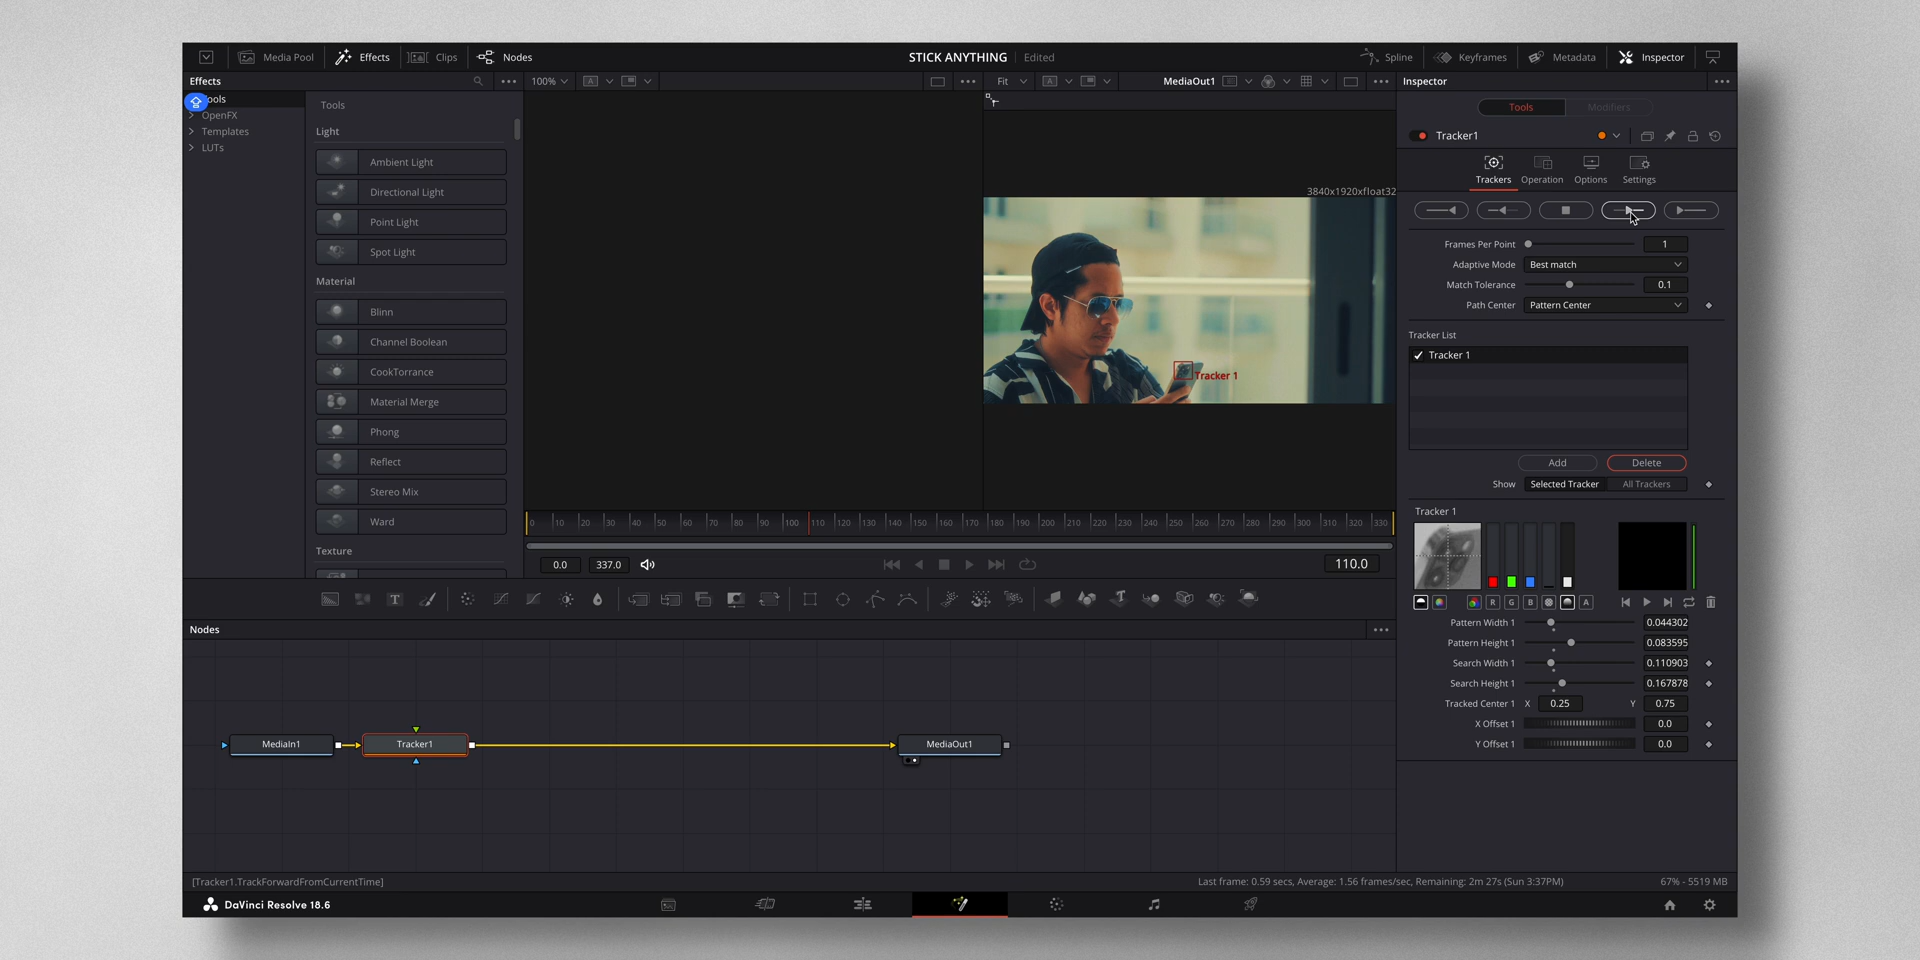 Media Pool Effects Clips Nodes STICK ANYTHING Edited Spline Keyframes Metadata Inspector
Effects 100% Fit MediaOut1 Inspector
Tools
OpenFX
Templates
LUTs
Tools
Light
Ambient Light
Directional Light
Point Light
Spot Light
Material
Blinn
Channel Boolean
CookTorrance
Material Merge
Phong
Reflect
Stereo Mix
Ward
Texture
3840x1920xfloat32
Tracker 1
0 10 20 30 40 50 60 70 80 90 100 110 120 130 140 150 160 170 180 190 200 210 220 230 240 250 260 270 280 290 300 310 320 330
0.0 337.0 110.0
Tools Modifiers
Tracker1
Trackers Operation Options Settings
Frames Per Point 1
Adaptive Mode Best match
Match Tolerance 0.1
Path Center Pattern Center
Tracker List
Tracker 1
Add Delete
Show Selected Tracker All Trackers
Tracker 1
R G B A
Pattern Width 1 0.044302
Pattern Height 1 0.083595
Search Width 1 0.110903
Search Height 1 0.167878
Tracked Center 1 X 0.25 Y 0.75
X Offset 1 0.0
Y Offset 1 0.0
Nodes
MediaIn1 Tracker1 MediaOut1
[Tracker1.TrackForwardFromCurrentTime] Last frame: 0.59 secs, Average: 1.56 frames/sec, Remaining: 2m 27s (Sun 3:37PM) 67% - 5519 MB
DaVinci Resolve 18.6